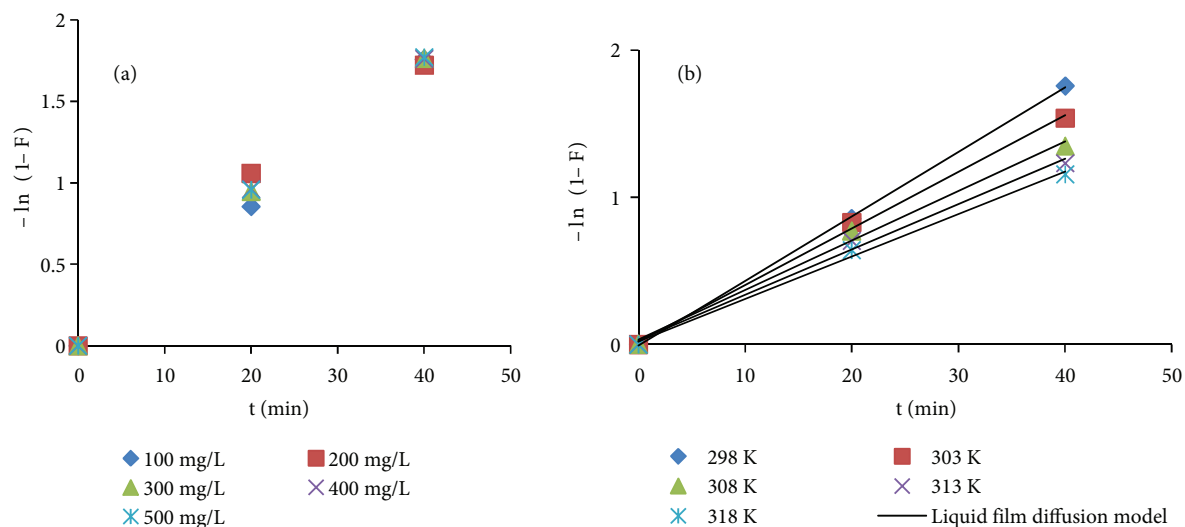 (a)
− ln (1− F)
2
1.5
1
0.5
0
0 10 20 30 40 50
t (min)
100 mg/L 200 mg/L
300 mg/L 400 mg/L
500 mg/L
(b)
− ln (1− F)
2
1
0
0 10 20 30 40 50
t (min)
298 K 303 K
308 K 313 K
318 K Liquid film diffusion model